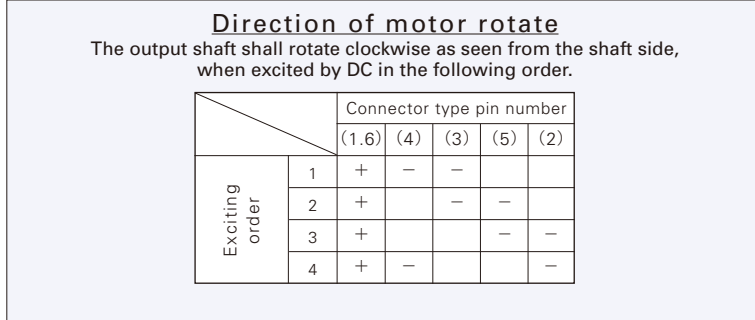 Direction of motor rotate
The output shaft shall rotate clockwise as seen from the shaft side,
when excited by DC in the following order.
Connector type pin number
(1.6) (4) (3) (5) (2)
Exciting
order
1 + − −
2 + − −
3 + − −
4 + − −